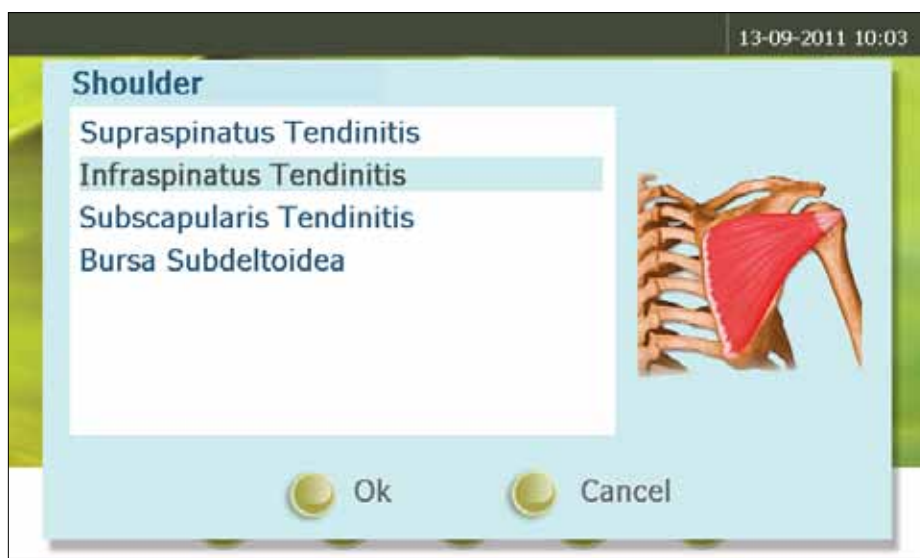 13-09-2011 10:03
Shoulder
Supraspinatus Tendinitis
Infraspinatus Tendinitis
Subscapularis Tendinitis
Bursa Subdeltoidea
Ok Cancel